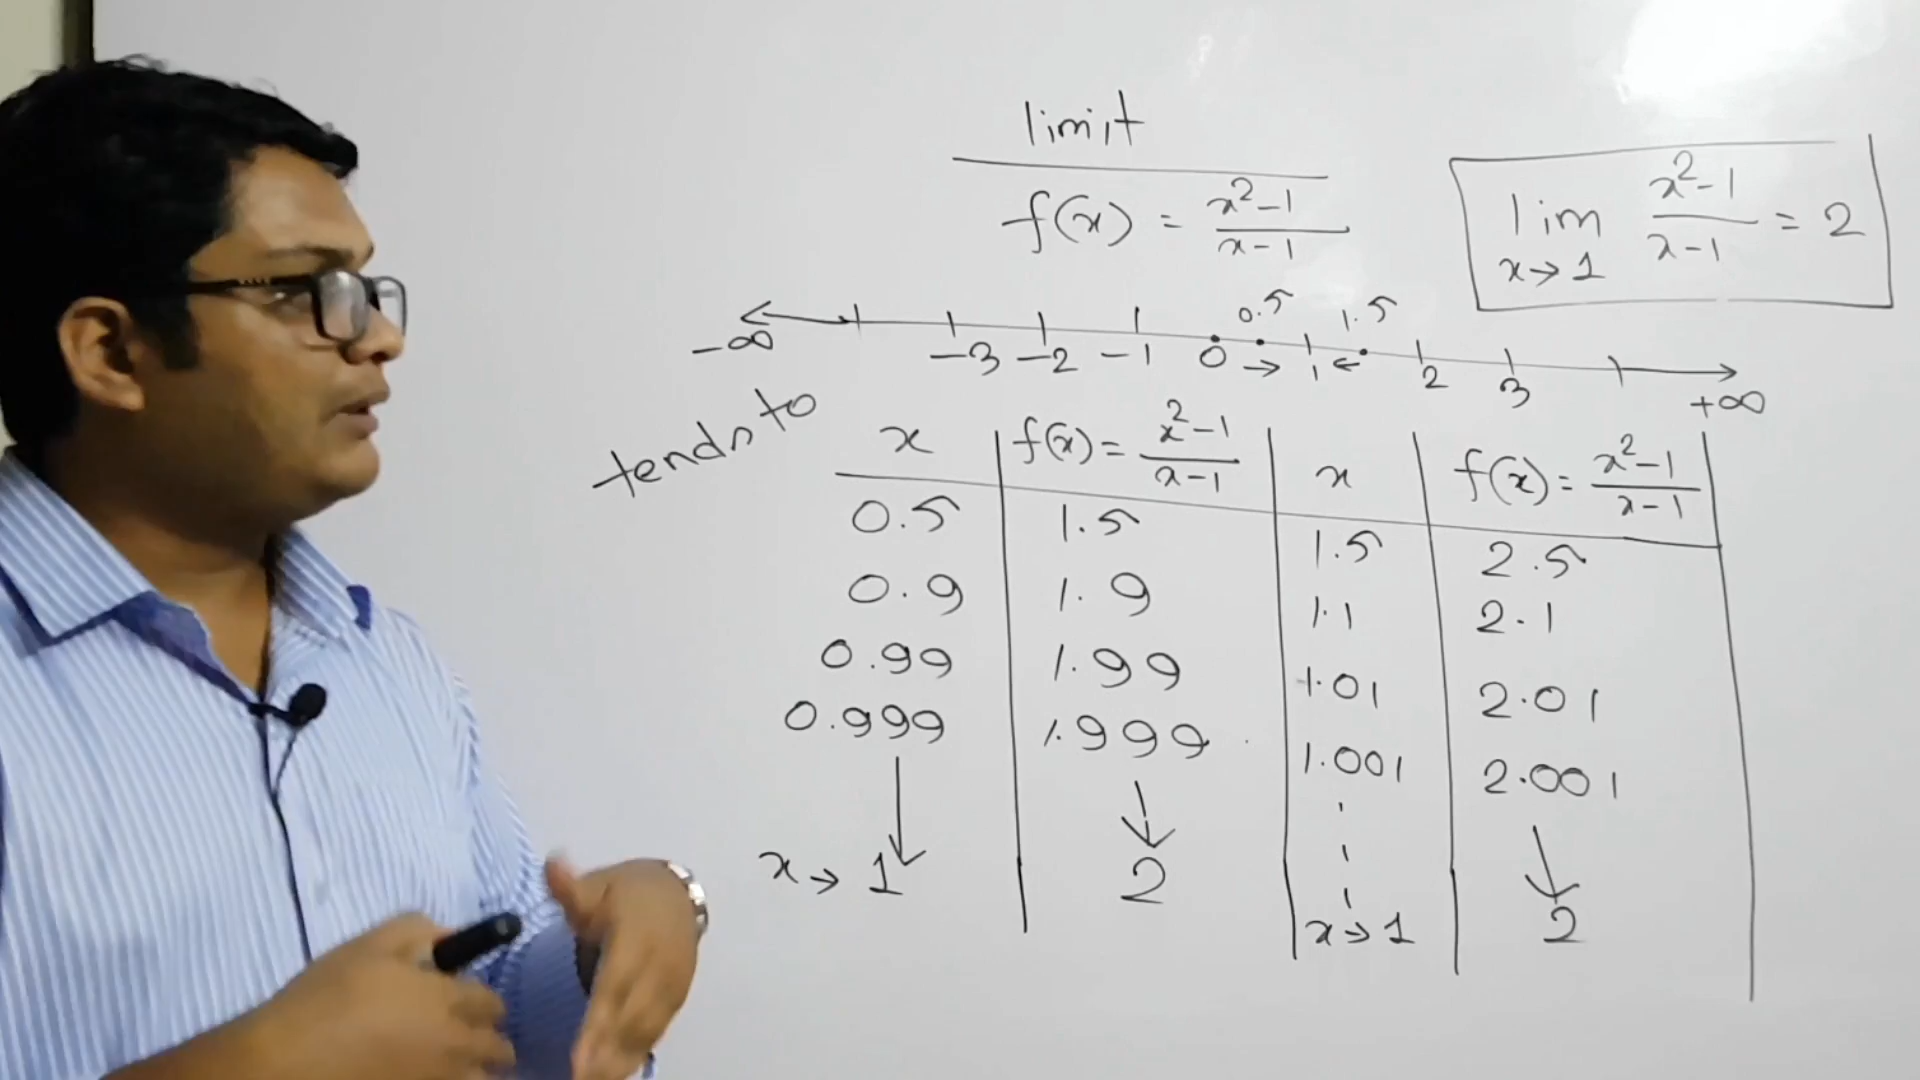 limit
f(x) = x²-1 / x-1
lim x→1 x²-1 / x-1 = 2
0.5 1.5
-∞ -3 -2 -1 0 → 1 ← 2 3 +∞
tends to
x f(x) = x²-1 / x-1 x f(x) = x²-1 / x-1
0.5 1.5 1.5 2.5
0.9 1.9 1.1 2.1
0.99 1.99 1.01 2.01
0.999 1.999 1.001 2.001
x→1 2 x→1 2